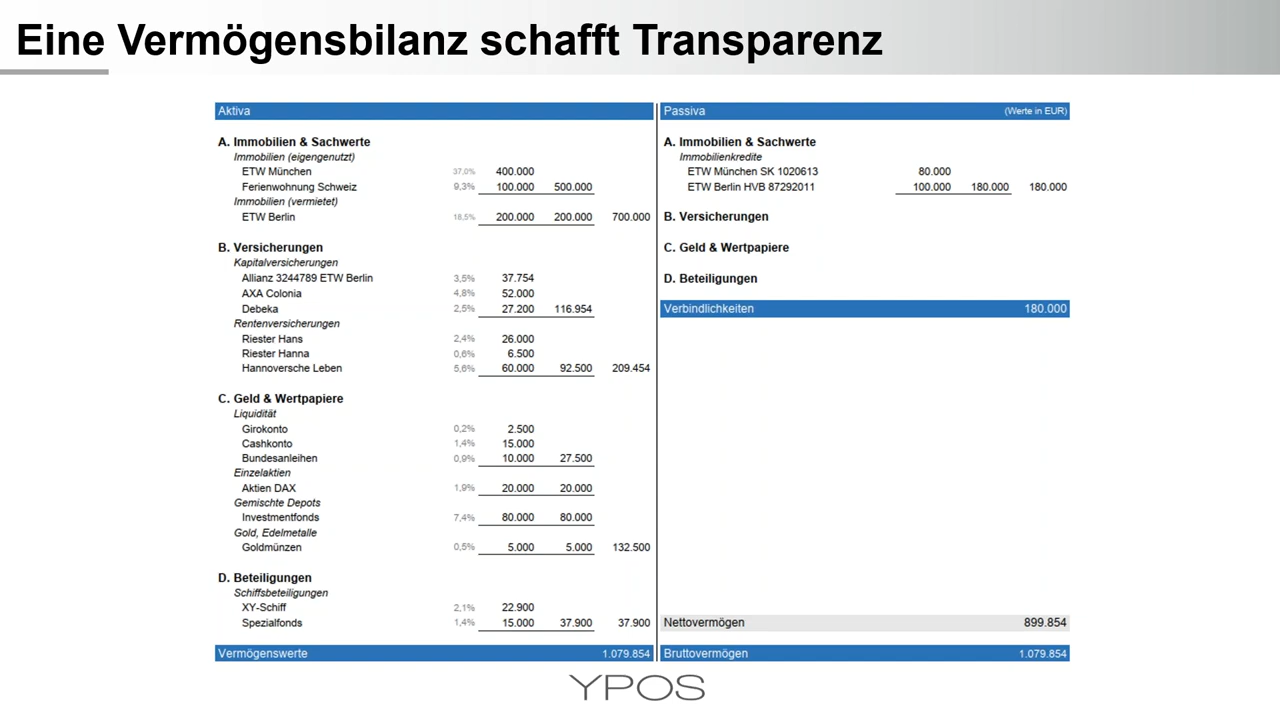 Eine Vermögensbilanz schafft Transparenz
Aktiva
A. Immobilien & Sachwerte
Immobilien (eigengenutzt)
ETW München 37,0% 400.000
Ferienwohnung Schweiz 9,3% 100.000 500.000
Immobilien (vermietet)
ETW Berlin 18,5% 200.000 200.000 700.000
B. Versicherungen
Kapitalversicherungen
Allianz 3244789 ETW Berlin 3,5% 37.754
AXA Colonia 4,8% 52.000
Debeka 2,5% 27.200 116.954
Rentenversicherungen
Riester Hans 2,4% 26.000
Riester Hanna 0,6% 6.500
Hannoversche Leben 5,6% 60.000 92.500 209.454
C. Geld & Wertpapiere
Liquidität
Girokonto 0,2% 2.500
Cashkonto 1,4% 15.000
Bundesanleihen 0,9% 10.000 27.500
Einzelaktien
Aktien DAX 1,9% 20.000 20.000
Gemischte Depots
Investmentfonds 7,4% 80.000 80.000
Gold, Edelmetalle
Goldmünzen 0,5% 5.000 5.000 132.500
D. Beteiligungen
Schiffsbeteiligungen
XY-Schiff 2,1% 22.900
Spezialfonds 1,4% 15.000 37.900 37.900
Vermögenswerte 1.079.854
Passiva (Werte in EUR)
A. Immobilien & Sachwerte
Immobilienkredite
ETW München SK 1020613 80.000
ETW Berlin HVB 87292011 100.000 180.000 180.000
B. Versicherungen
C. Geld & Wertpapiere
D. Beteiligungen
Verbindlichkeiten 180.000
Nettovermögen 899.854
Bruttovermögen 1.079.854
YPOS